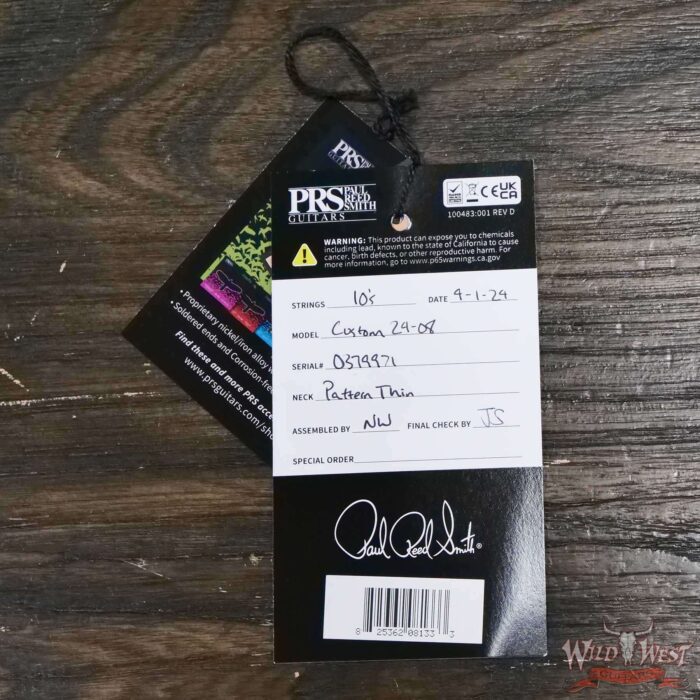 PRS
PRS PAUL REED SMITH
GUITARS
CE UK CA
100483:001 REV D
WARNING: This product can expose you to chemicals
including lead, known to the state of California to cause
cancer, birth defects, or other reproductive harm. For
more information, go to www.p65warnings.ca.gov
STRINGS 10's DATE 4-1-24
MODEL Custom 24-08
SERIAL# 0379971
NECK Pattern Thin
ASSEMBLED BY NW FINAL CHECK BY JS
SPECIAL ORDER
Paul Reed Smith®
8 25362 08133 3
• Proprietary nickel/iron alloy w
• Soldered ends and Corrosion-fre
Find these and more PRS acce
www.prsguitars.com/sho
WILD WEST
GUITARS